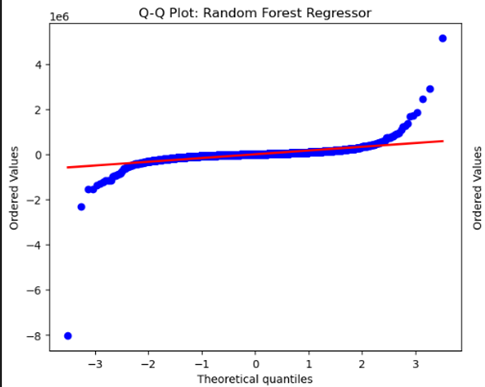 Q-Q Plot: Random Forest Regressor
1e6
4
2
0
−2
−4
−6
−8
Ordered Values
−3 −2 −1 0 1 2 3
Theoretical quantiles
Ordered Values